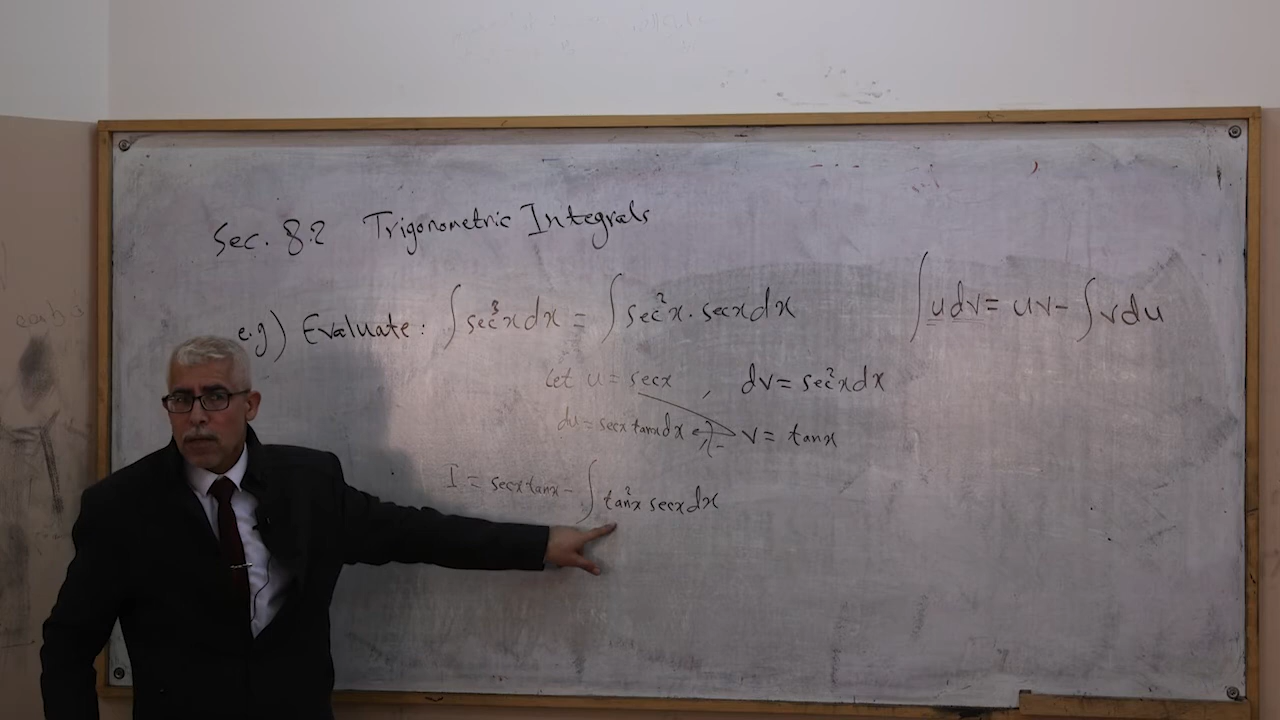 Sec. 8.2 Trigonometric Integrals
e.g) Evaluate: ∫sec³x dx = ∫sec²x . secx dx
∫u dv = uv - ∫v du
let u = secx , dv = sec²x dx
du = secx tanx dx v = tanx
I = secx tanx - ∫tan²x secx dx